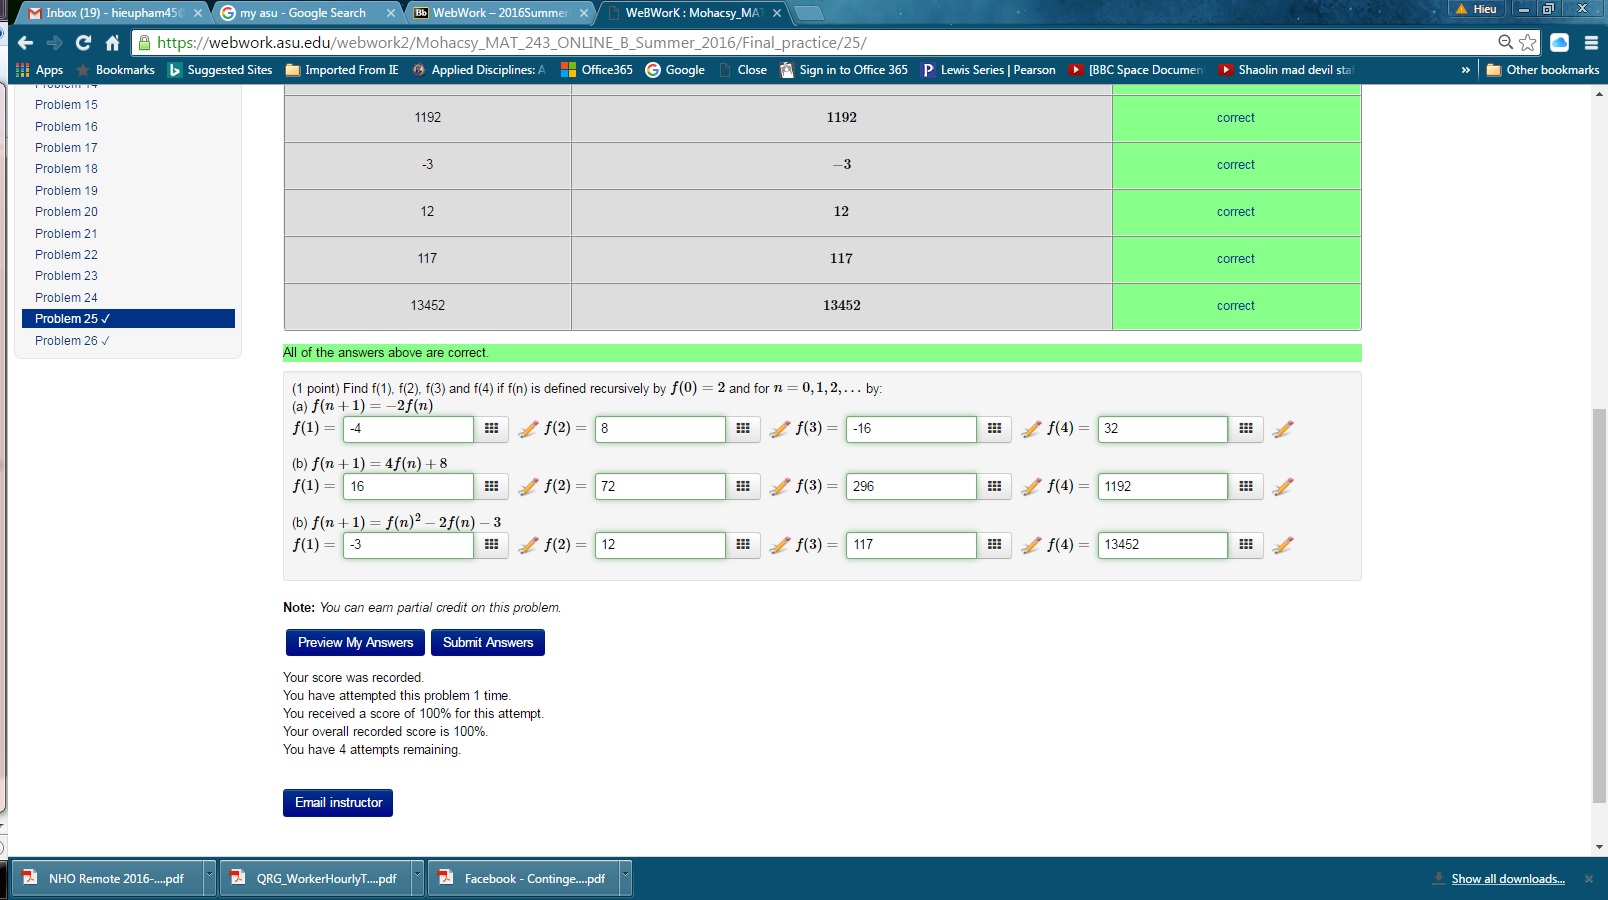 Inbox (19) - hieupham45
my asu - Google Search
WebWork – 2016Summer
WeBWorK : Mohacsy_MAT
Hieu
https://webwork.asu.edu/webwork2/Mohacsy_MAT_243_ONLINE_B_Summer_2016/Final_practice/25/
Apps Bookmarks Suggested Sites Imported From IE Applied Disciplines: A Office365 Google Close Sign in to Office 365 Lewis Series | Pearson [BBC Space Documen Shaolin mad devil sta » Other bookmarks
Problem 14
Problem 15
Problem 16
Problem 17
Problem 18
Problem 19
Problem 20
Problem 21
Problem 22
Problem 23
Problem 24
Problem 25 ✓
Problem 26 ✓
1192 1192 correct
-3 −3 correct
12 12 correct
117 117 correct
13452 13452 correct
All of the answers above are correct.
(1 point) Find f(1), f(2), f(3) and f(4) if f(n) is defined recursively by f(0) = 2 and for n = 0, 1, 2, … by:
(a) f(n + 1) = −2f(n)
f(1) = -4 f(2) = 8 f(3) = -16 f(4) = 32
(b) f(n + 1) = 4f(n) + 8
f(1) = 16 f(2) = 72 f(3) = 296 f(4) = 1192
(b) f(n + 1) = f(n)² − 2f(n) − 3
f(1) = -3 f(2) = 12 f(3) = 117 f(4) = 13452
Note: You can earn partial credit on this problem.
Preview My Answers Submit Answers
Your score was recorded.
You have attempted this problem 1 time.
You received a score of 100% for this attempt.
Your overall recorded score is 100%.
You have 4 attempts remaining.
Email instructor
NHO Remote 2016-....pdf QRG_WorkerHourlyT....pdf Facebook - Continge....pdf Show all downloads...